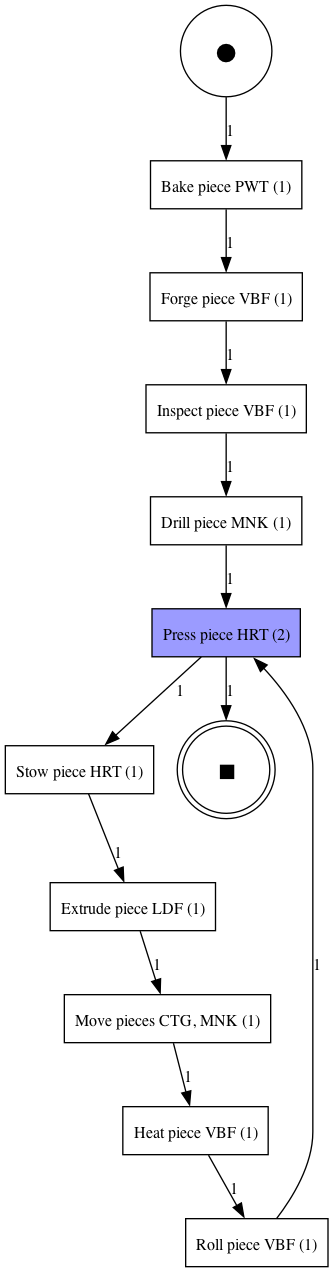 1
Bake piece PWT (1)
1
Forge piece VBF (1)
1
Inspect piece VBF (1)
1
Drill piece MNK (1)
1
Press piece HRT (2)
1
1
Stow piece HRT (1)
1
Extrude piece LDF (1)
1
1
Move pieces CTG, MNK (1)
1
Heat piece VBF (1)
1
Roll piece VBF (1)